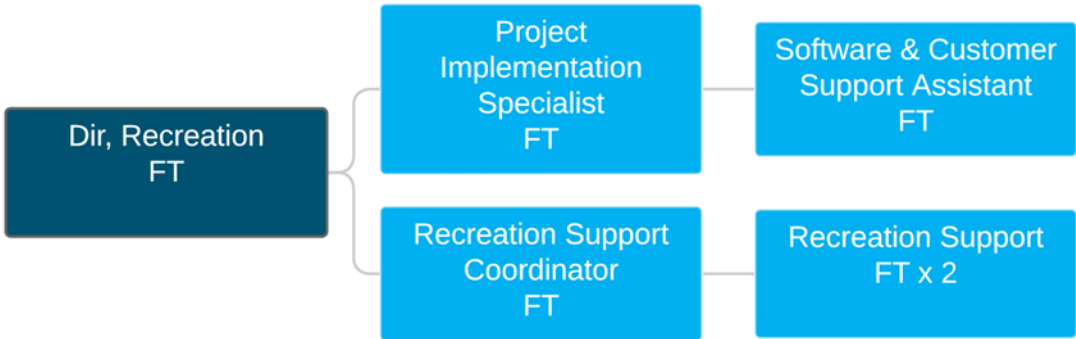 Dir, Recreation
FT
Project
Implementation
Specialist
FT
Software & Customer
Support Assistant
FT
Recreation Support
Coordinator
FT
Recreation Support
FT x 2